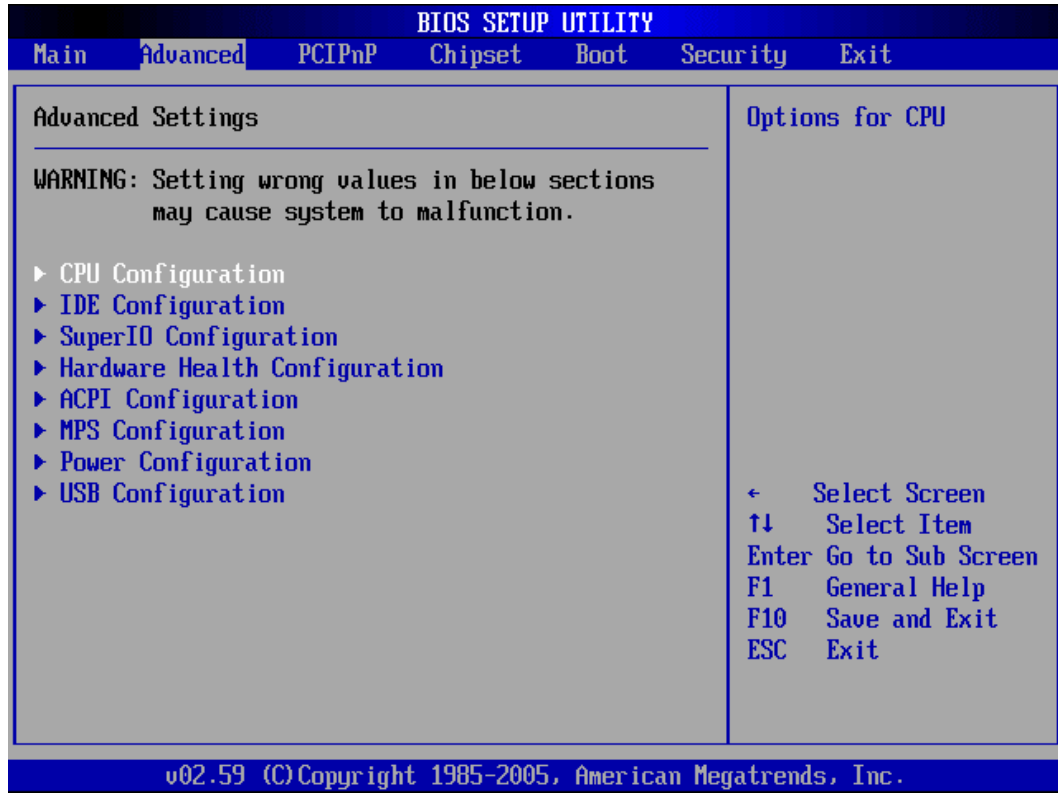 BIOS SETUP UTILITY
Main Advanced PCIPnP Chipset Boot Security Exit
Advanced Settings
WARNING: Setting wrong values in below sections
may cause system to malfunction.
▶ CPU Configuration
▶ IDE Configuration
▶ SuperIO Configuration
▶ Hardware Health Configuration
▶ ACPI Configuration
▶ MPS Configuration
▶ Power Configuration
▶ USB Configuration
Options for CPU
← Select Screen
↑↓ Select Item
Enter Go to Sub Screen
F1 General Help
F10 Save and Exit
ESC Exit
v02.59 (C)Copyright 1985-2005, American Megatrends, Inc.